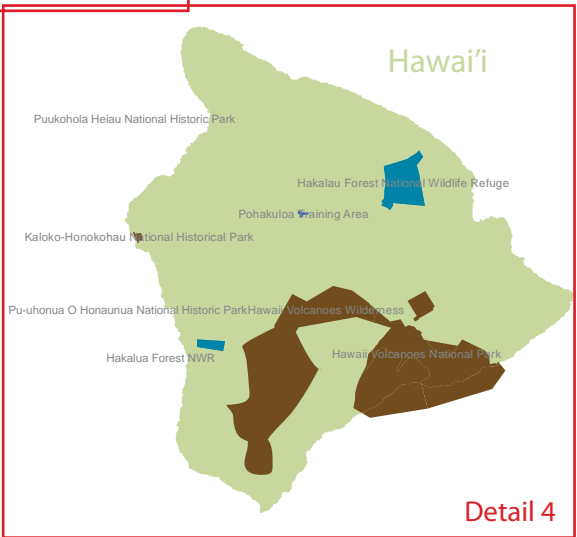 Hawai'i
Puukohola Heiau National Historic Park
Hakalau Forest National Wildlife Refuge
Pohakuloa Training Area
Kaloko-Honokohau National Historical Park
Pu-uhonua O Honaunua National Historic ParkHawaii Volcanoes Wilderness
Hawaii Volcanoes National Park
Hakalua Forest NWR
Detail 4